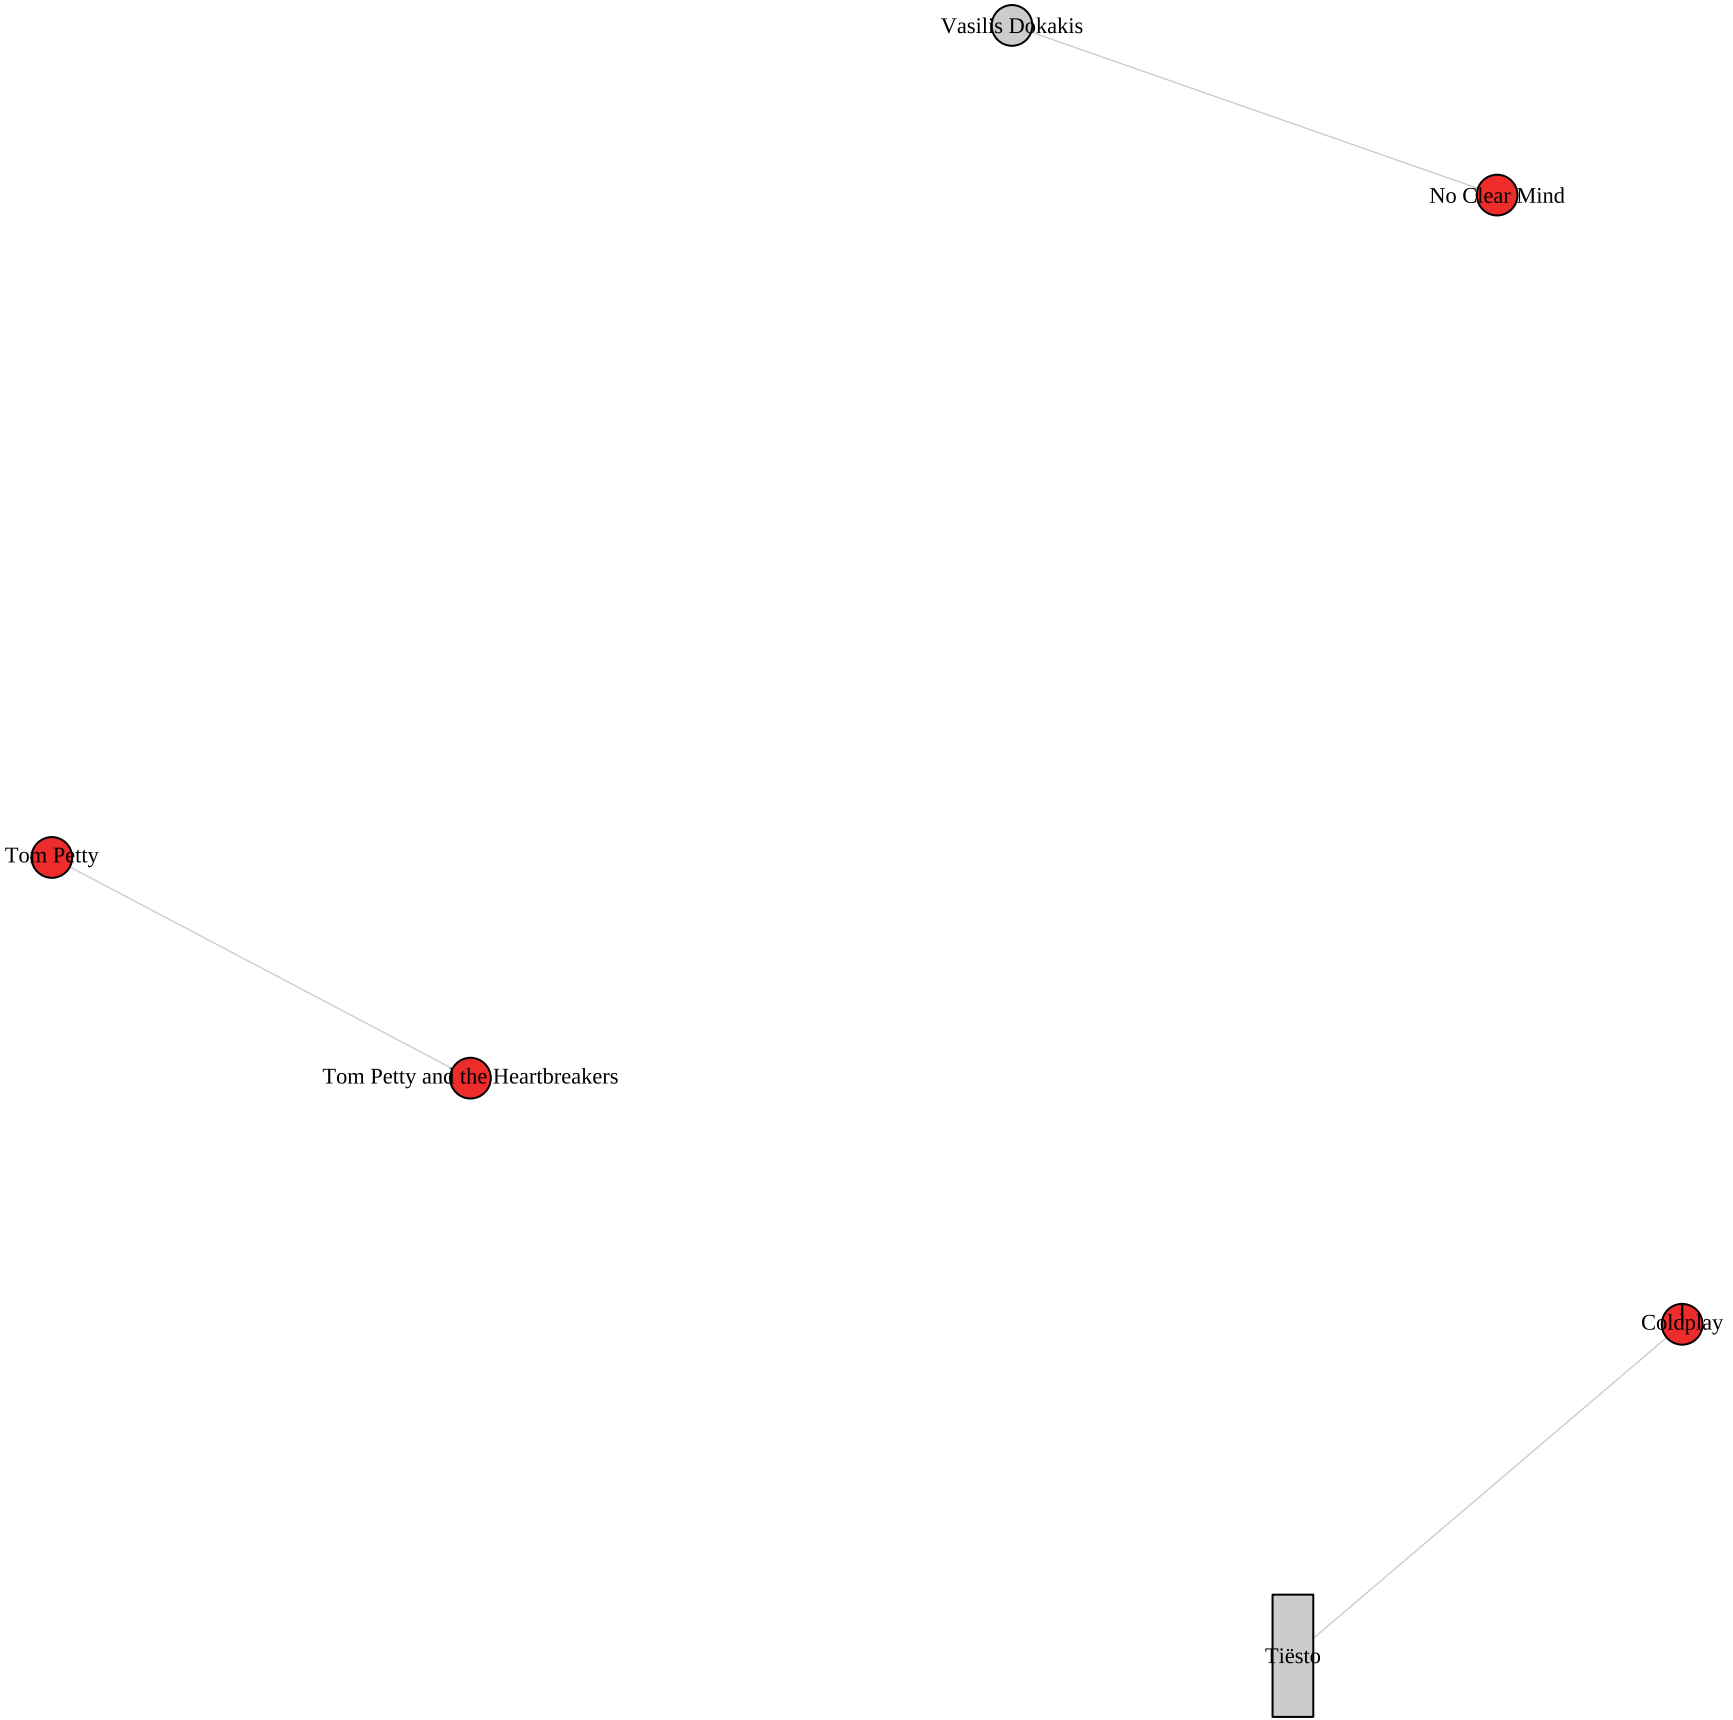 Vasilis Dokakis
No Clear Mind
Tom Petty
Tom Petty and the Heartbreakers
Coldplay
Tiësto